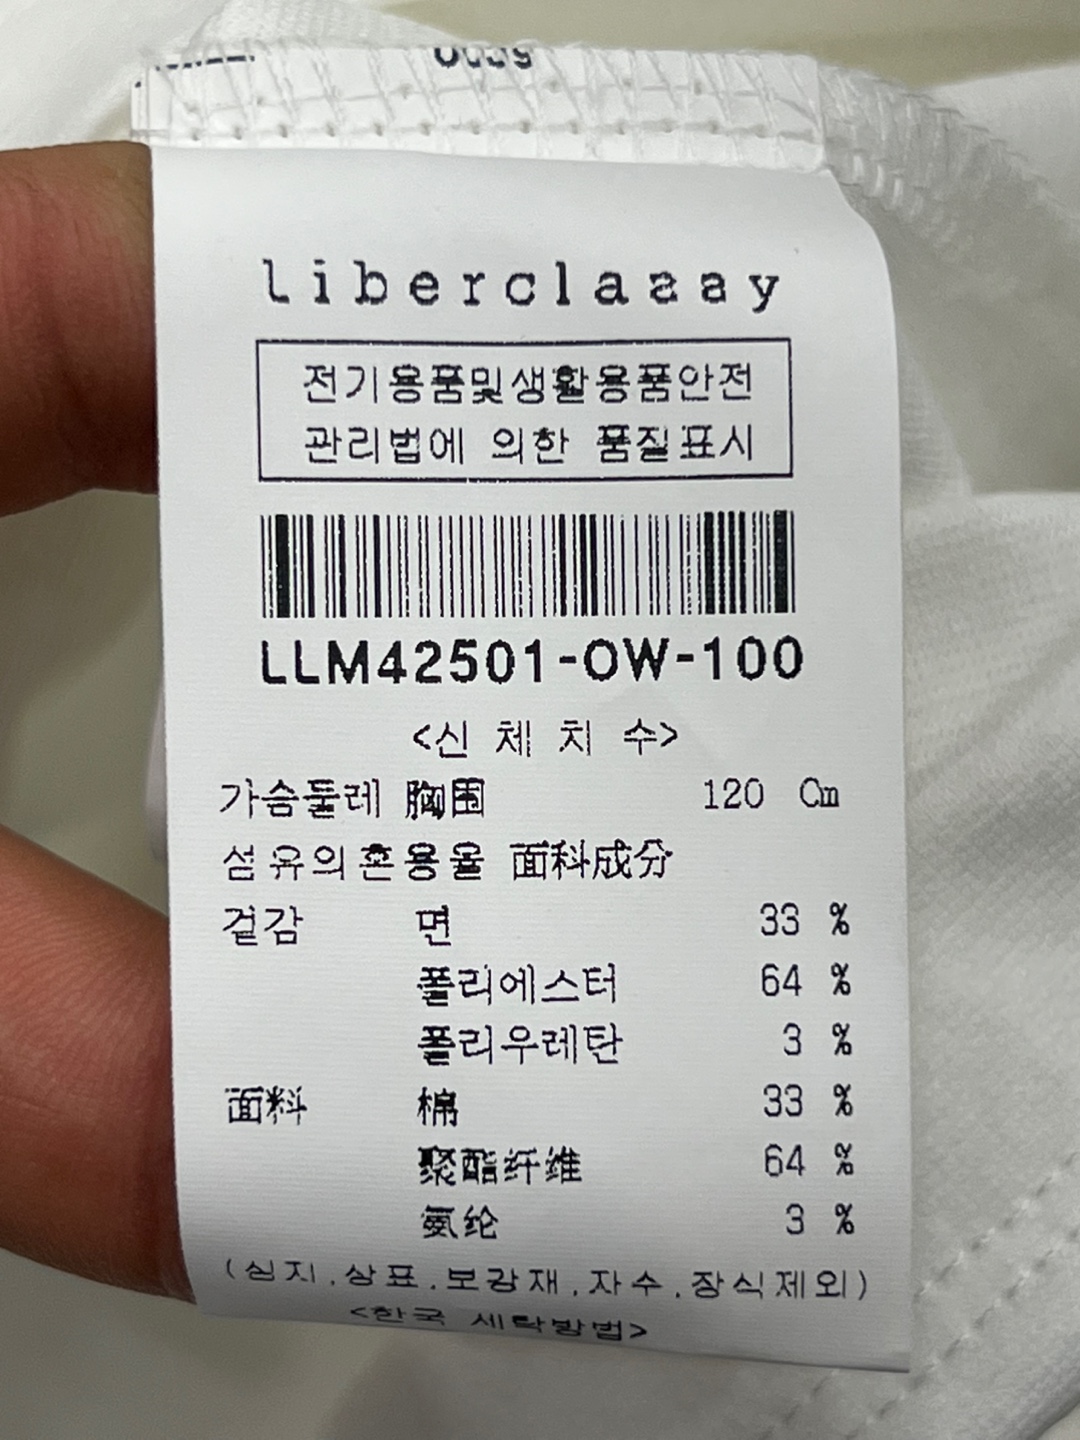 liberclassy
전기용품및생활용품안전
관리법에 의한 품질표시
LLM42501-OW-100
<신 체 치 수>
가슴둘레 胸围 120 Cm
섬유의혼용율 面科成分
겉감 면 33 %
폴리에스터 64 %
폴리우레탄 3 %
面料 棉 33 %
聚酯纤维 64 %
氨纶 3 %
(심지.상표.보강재.자수.장식제외)
<한국 세탁방법>